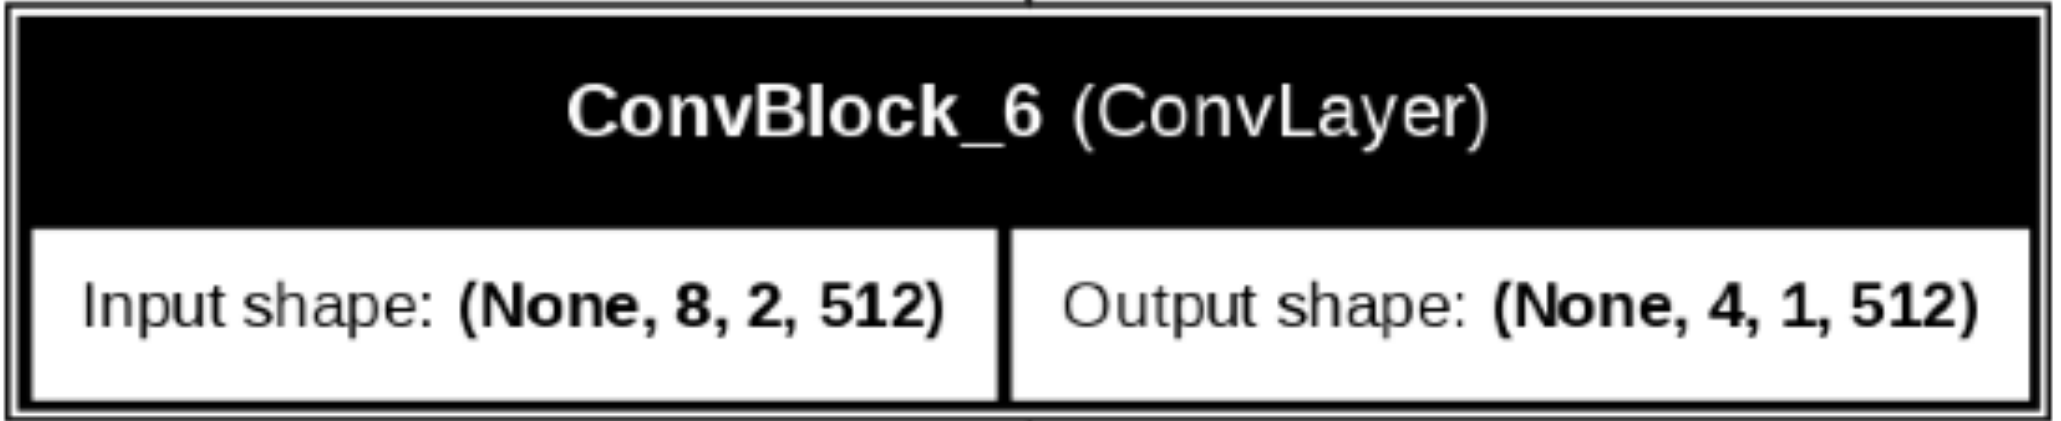 ConvBlock_6 (ConvLayer)
Input shape: (None, 8, 2, 512)
Output shape: (None, 4, 1, 512)